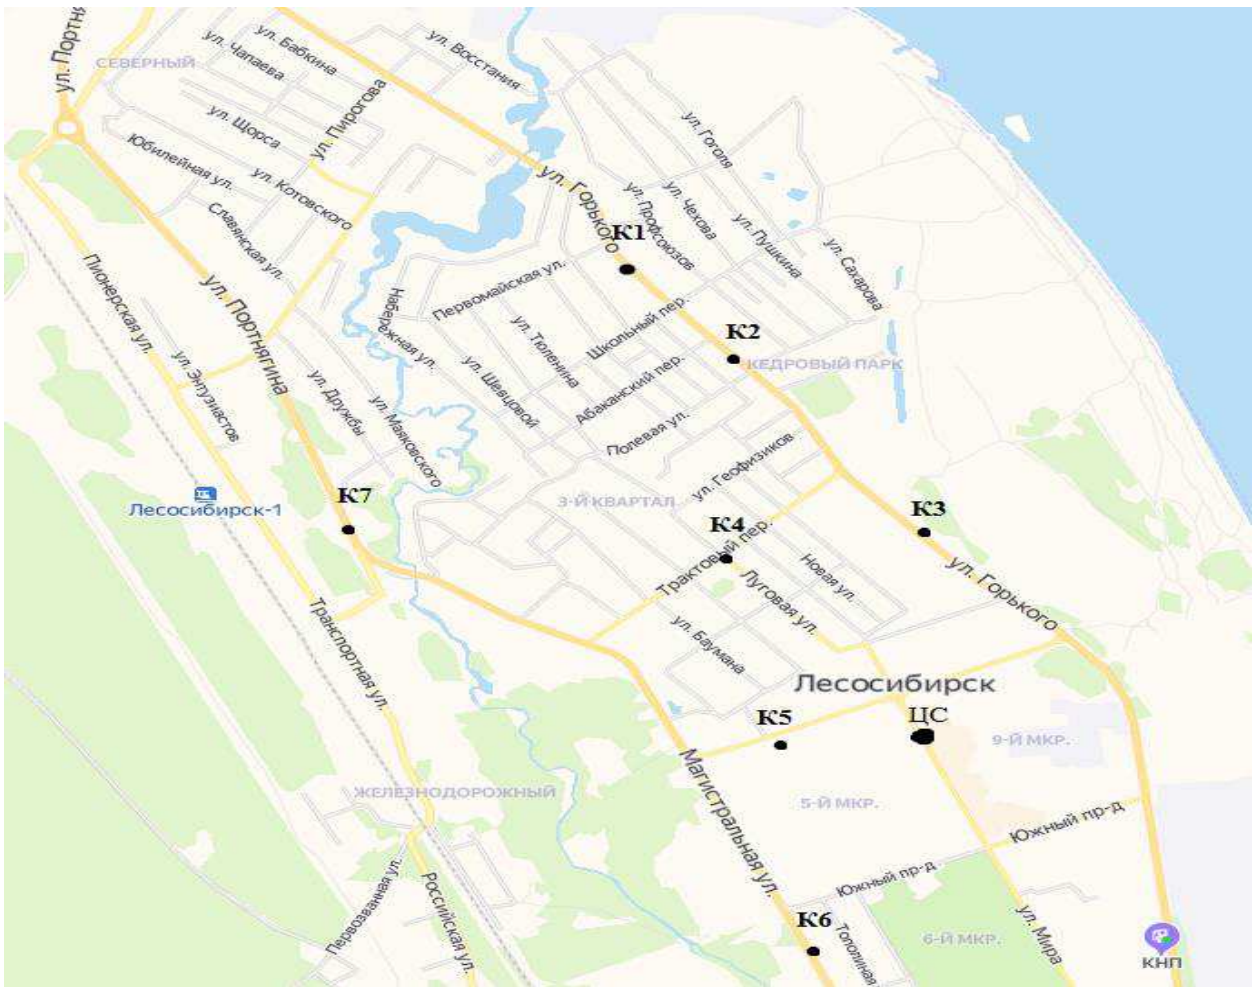 ул. Портня
СЕВЕРНЫЙ
ул. Бабкина
ул. Чапаева
ул. Восстания
ул. Щорса
ул. Пирогова
Юбилейная ул.
ул. Котовского
Славянская ул.
ул. Гоголя
ул. Горького
ул. Профсоюзов
ул. Чехова
ул. Пушкина
ул. Сахарова
К1
Пионерская ул.
ул. Портнягина
Набережная ул.
Первомайская ул.
ул. Тюленина
Школьный пер.
К2
КЕДРОВЫЙ ПАРК
ул. Энтузиастов
ул. Дружбы
ул. Маяковского
ул. Шевцовой
Абаканский пер.
Полевая ул.
ул. Геофизиков
Лесосибирск-1
К7
3-Й КВАРТАЛ
К4
К3
Трактовый пер.
Луговая ул.
Новая ул.
ул. Горького
ул. Баумана
Транспортная ул.
Лесосибирск
К5
ЦС
9-Й МКР.
Магистральная ул.
ЖЕЛЕЗНОДОРОЖНЫЙ
5-Й МКР.
Южный пр-д
Южный пр-д
Первозванная ул.
Российская ул.
К6
Тополиная
6-Й МКР.
ул. Мира
КНП